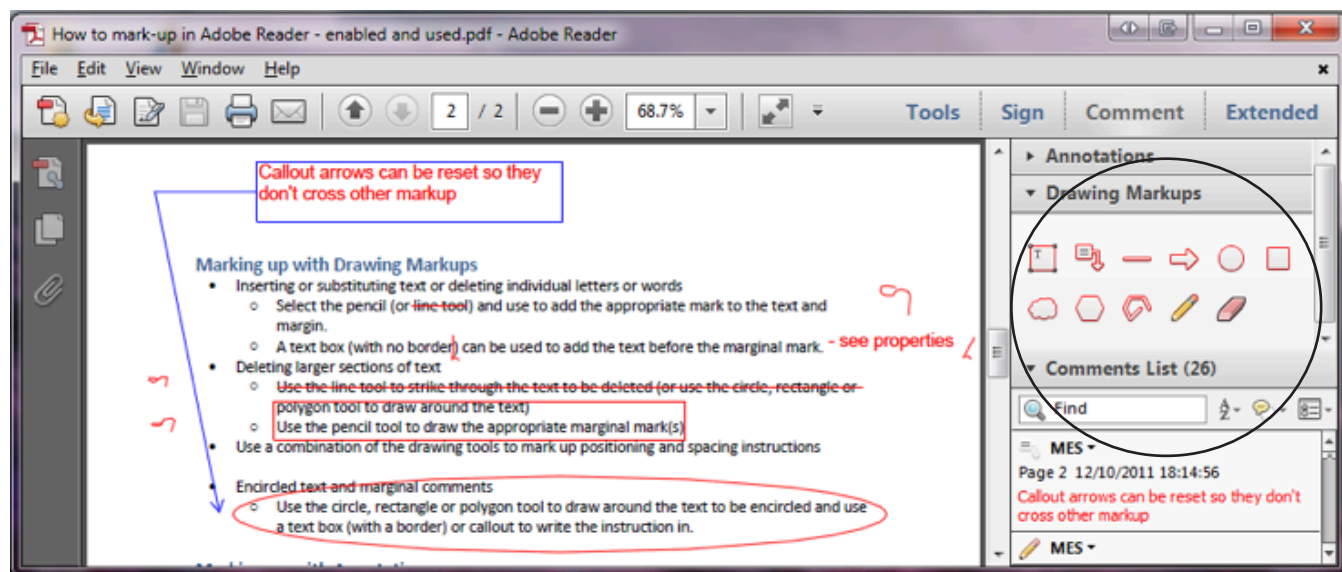 How to mark-up in Adobe Reader - enabled and used.pdf - Adobe Reader
File Edit View Window Help
2 / 2 68.7% Tools Sign Comment Extended
Callout arrows can be reset so they
don't cross other markup
Marking up with Drawing Markups
• Inserting or substituting text or deleting individual letters or words
o Select the pencil (or line tool) and use to add the appropriate mark to the text and
margin.
o A text box (with no border) can be used to add the text before the marginal mark. - see properties
• Deleting larger sections of text
o Use the line tool to strike through the text to be deleted (or use the circle, rectangle or
polygon tool to draw around the text)
o Use the pencil tool to draw the appropriate marginal mark(s)
• Use a combination of the drawing tools to mark up positioning and spacing instructions
• Encircled text and marginal comments
o Use the circle, rectangle or polygon tool to draw around the text to be encircled and use
a text box (with a border) or callout to write the instruction in.
Annotations
Drawing Markups
Comments List (26)
Find
MES
Page 2 12/10/2011 18:14:56
Callout arrows can be reset so they don't
cross other markup
MES